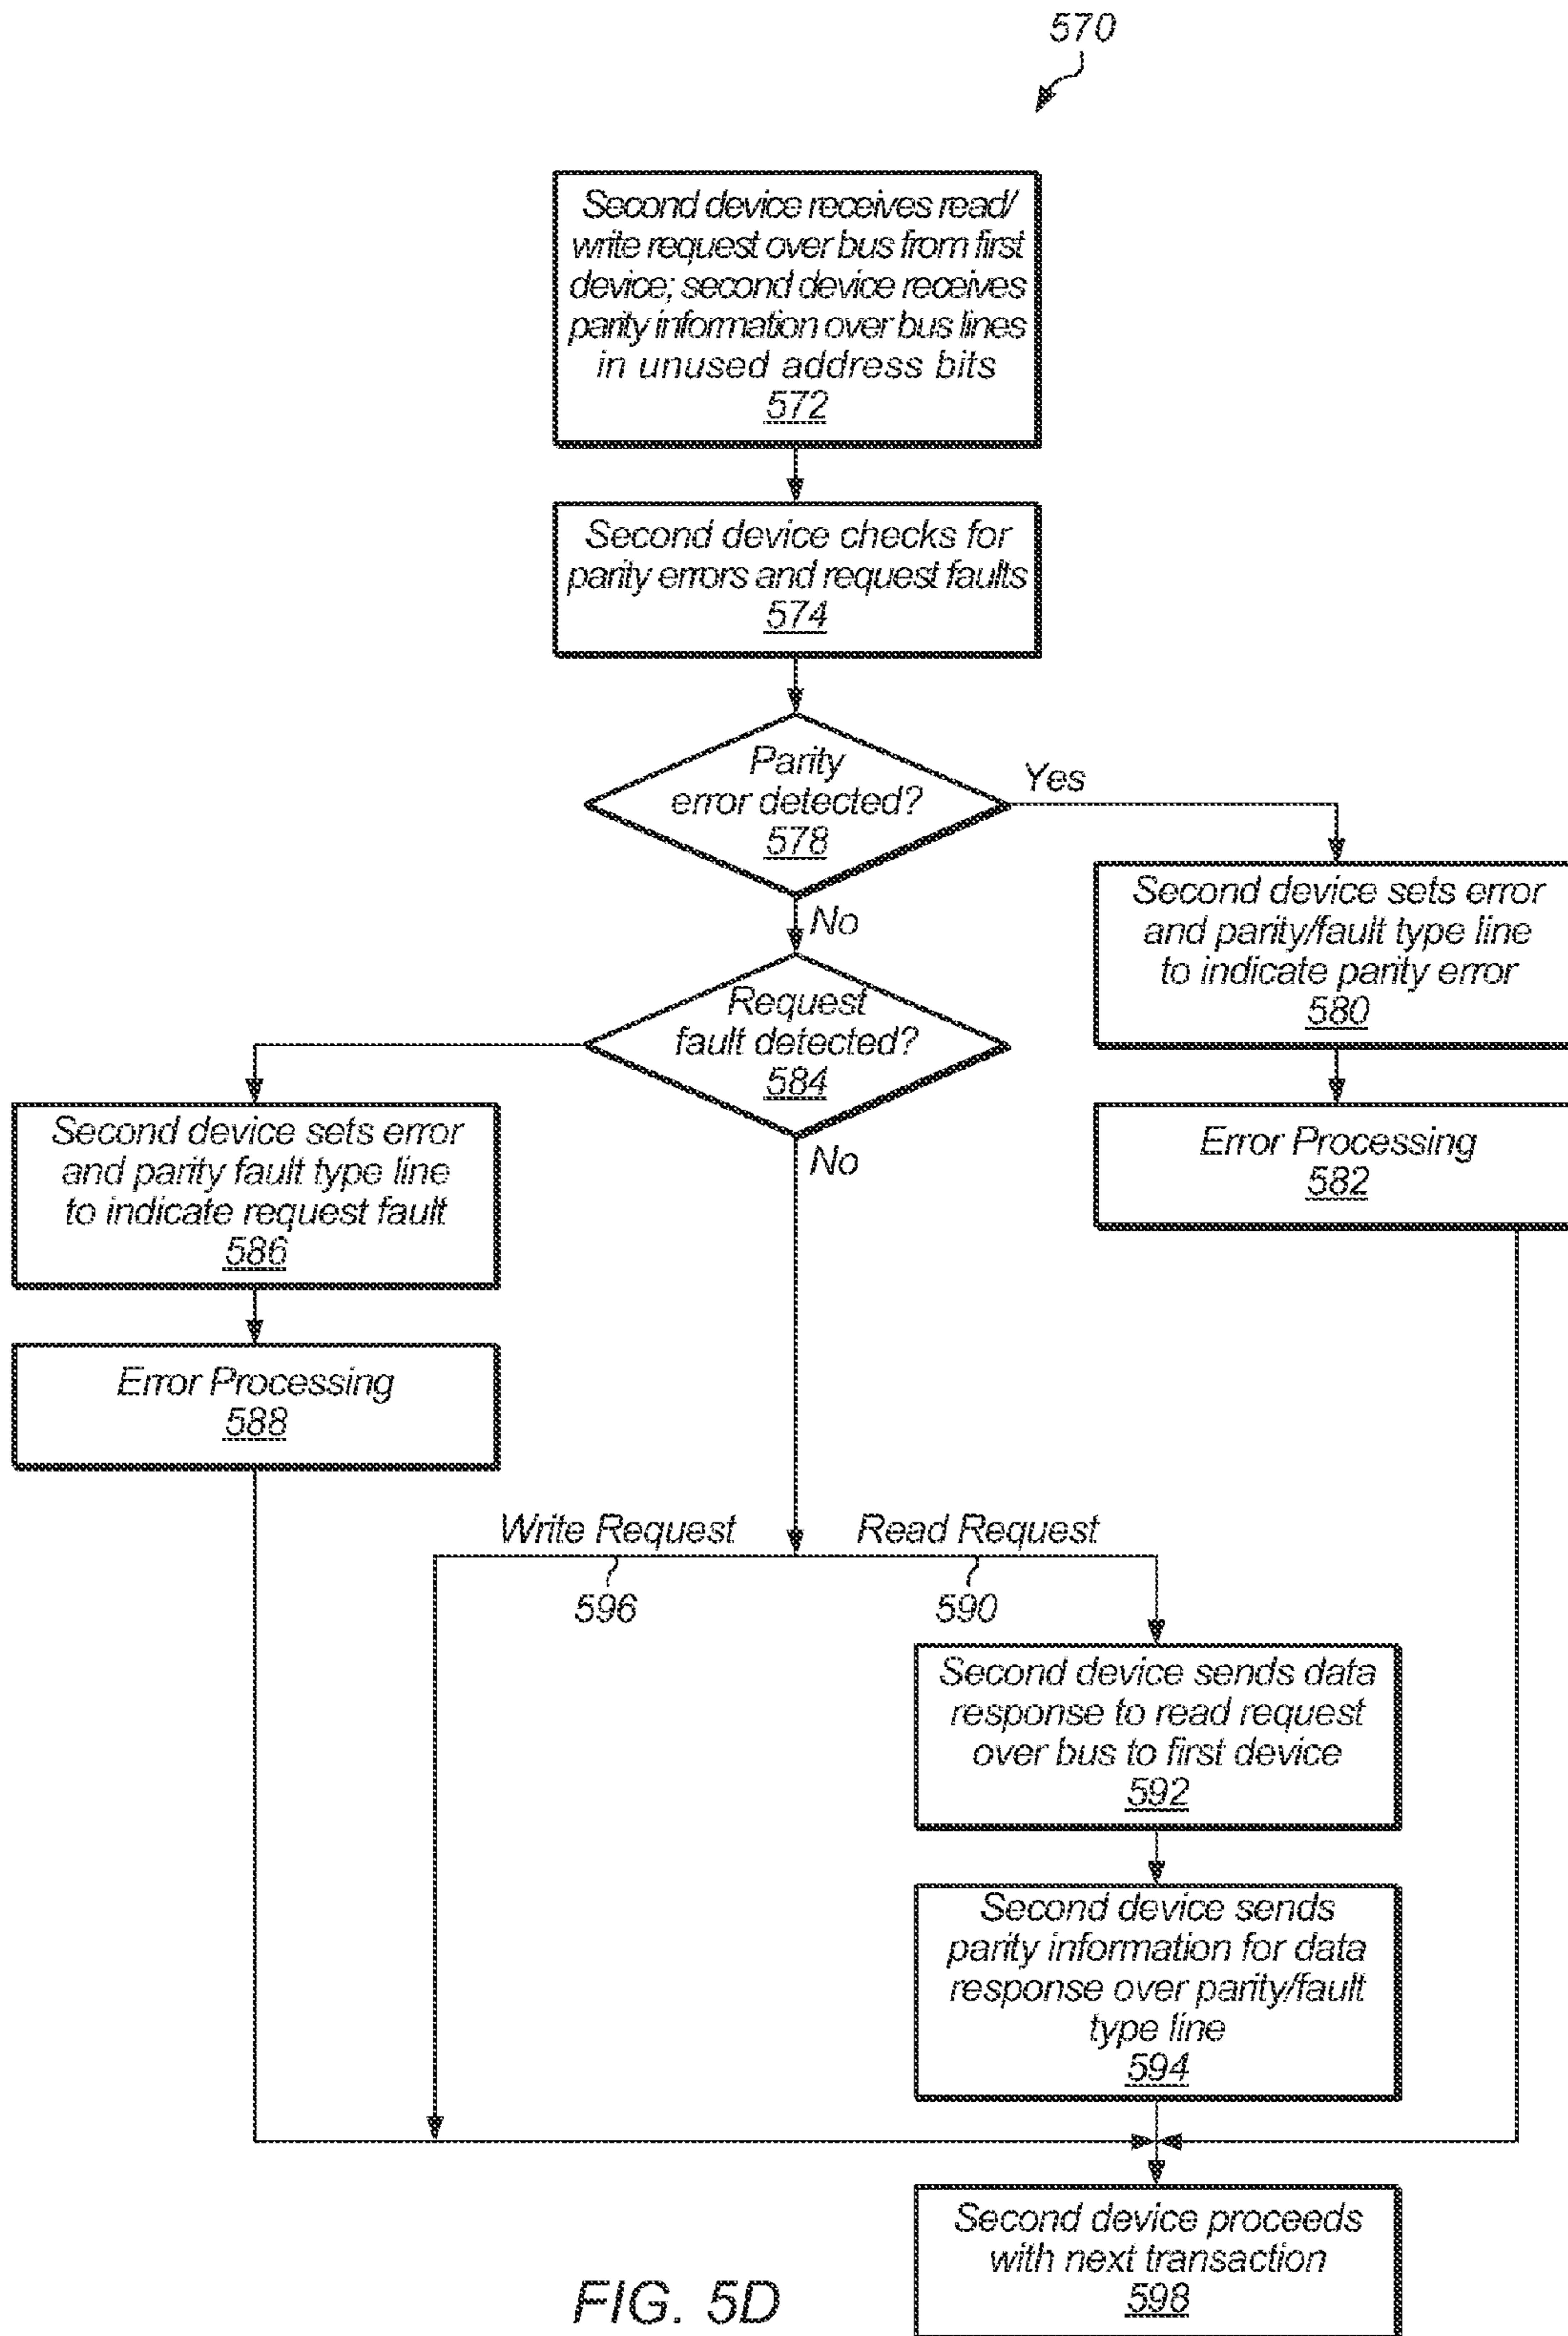 570
Second device receives read/
write request over bus from first
device; second device receives
parity information over bus lines
in unused address bits
572
Second device checks for
parity errors and request faults
574
Parity
error detected?
578
Yes
No
Second device sets error
and parity/fault type line
to indicate parity error
580
Request
fault detected?
584
No
Error Processing
582
Second device sets error
and parity fault type line
to indicate request fault
586
Error Processing
588
Write Request
596
Read Request
590
Second device sends data
response to read request
over bus to first device
592
Second device sends
parity information for data
response over parity/fault
type line
594
Second device proceeds
with next transaction
598
FIG. 5D